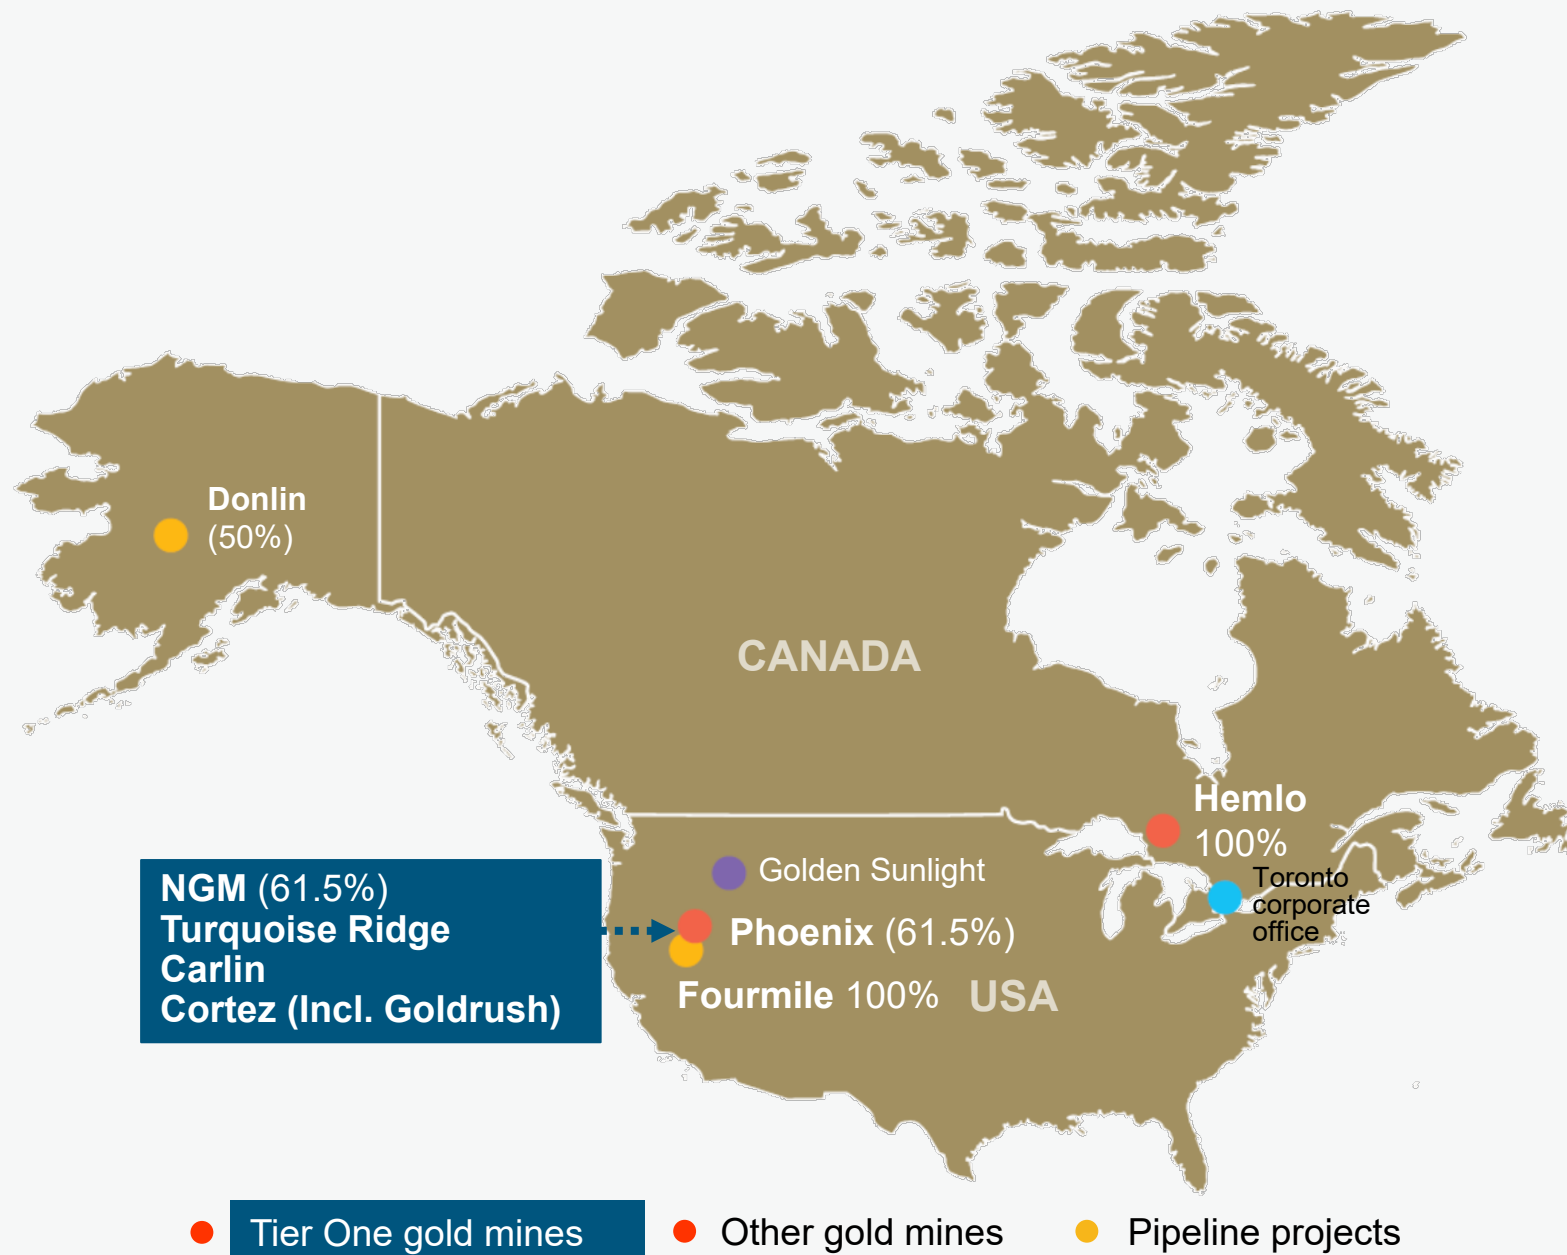 Donlin
(50%)
CANADA
Hemlo
100%
Golden Sunlight
Toronto
corporate
office
NGM (61.5%)
Turquoise Ridge
Carlin
Cortez (Incl. Goldrush)
Phoenix (61.5%)
Fourmile 100%
USA
Tier One gold mines
Other gold mines
Pipeline projects